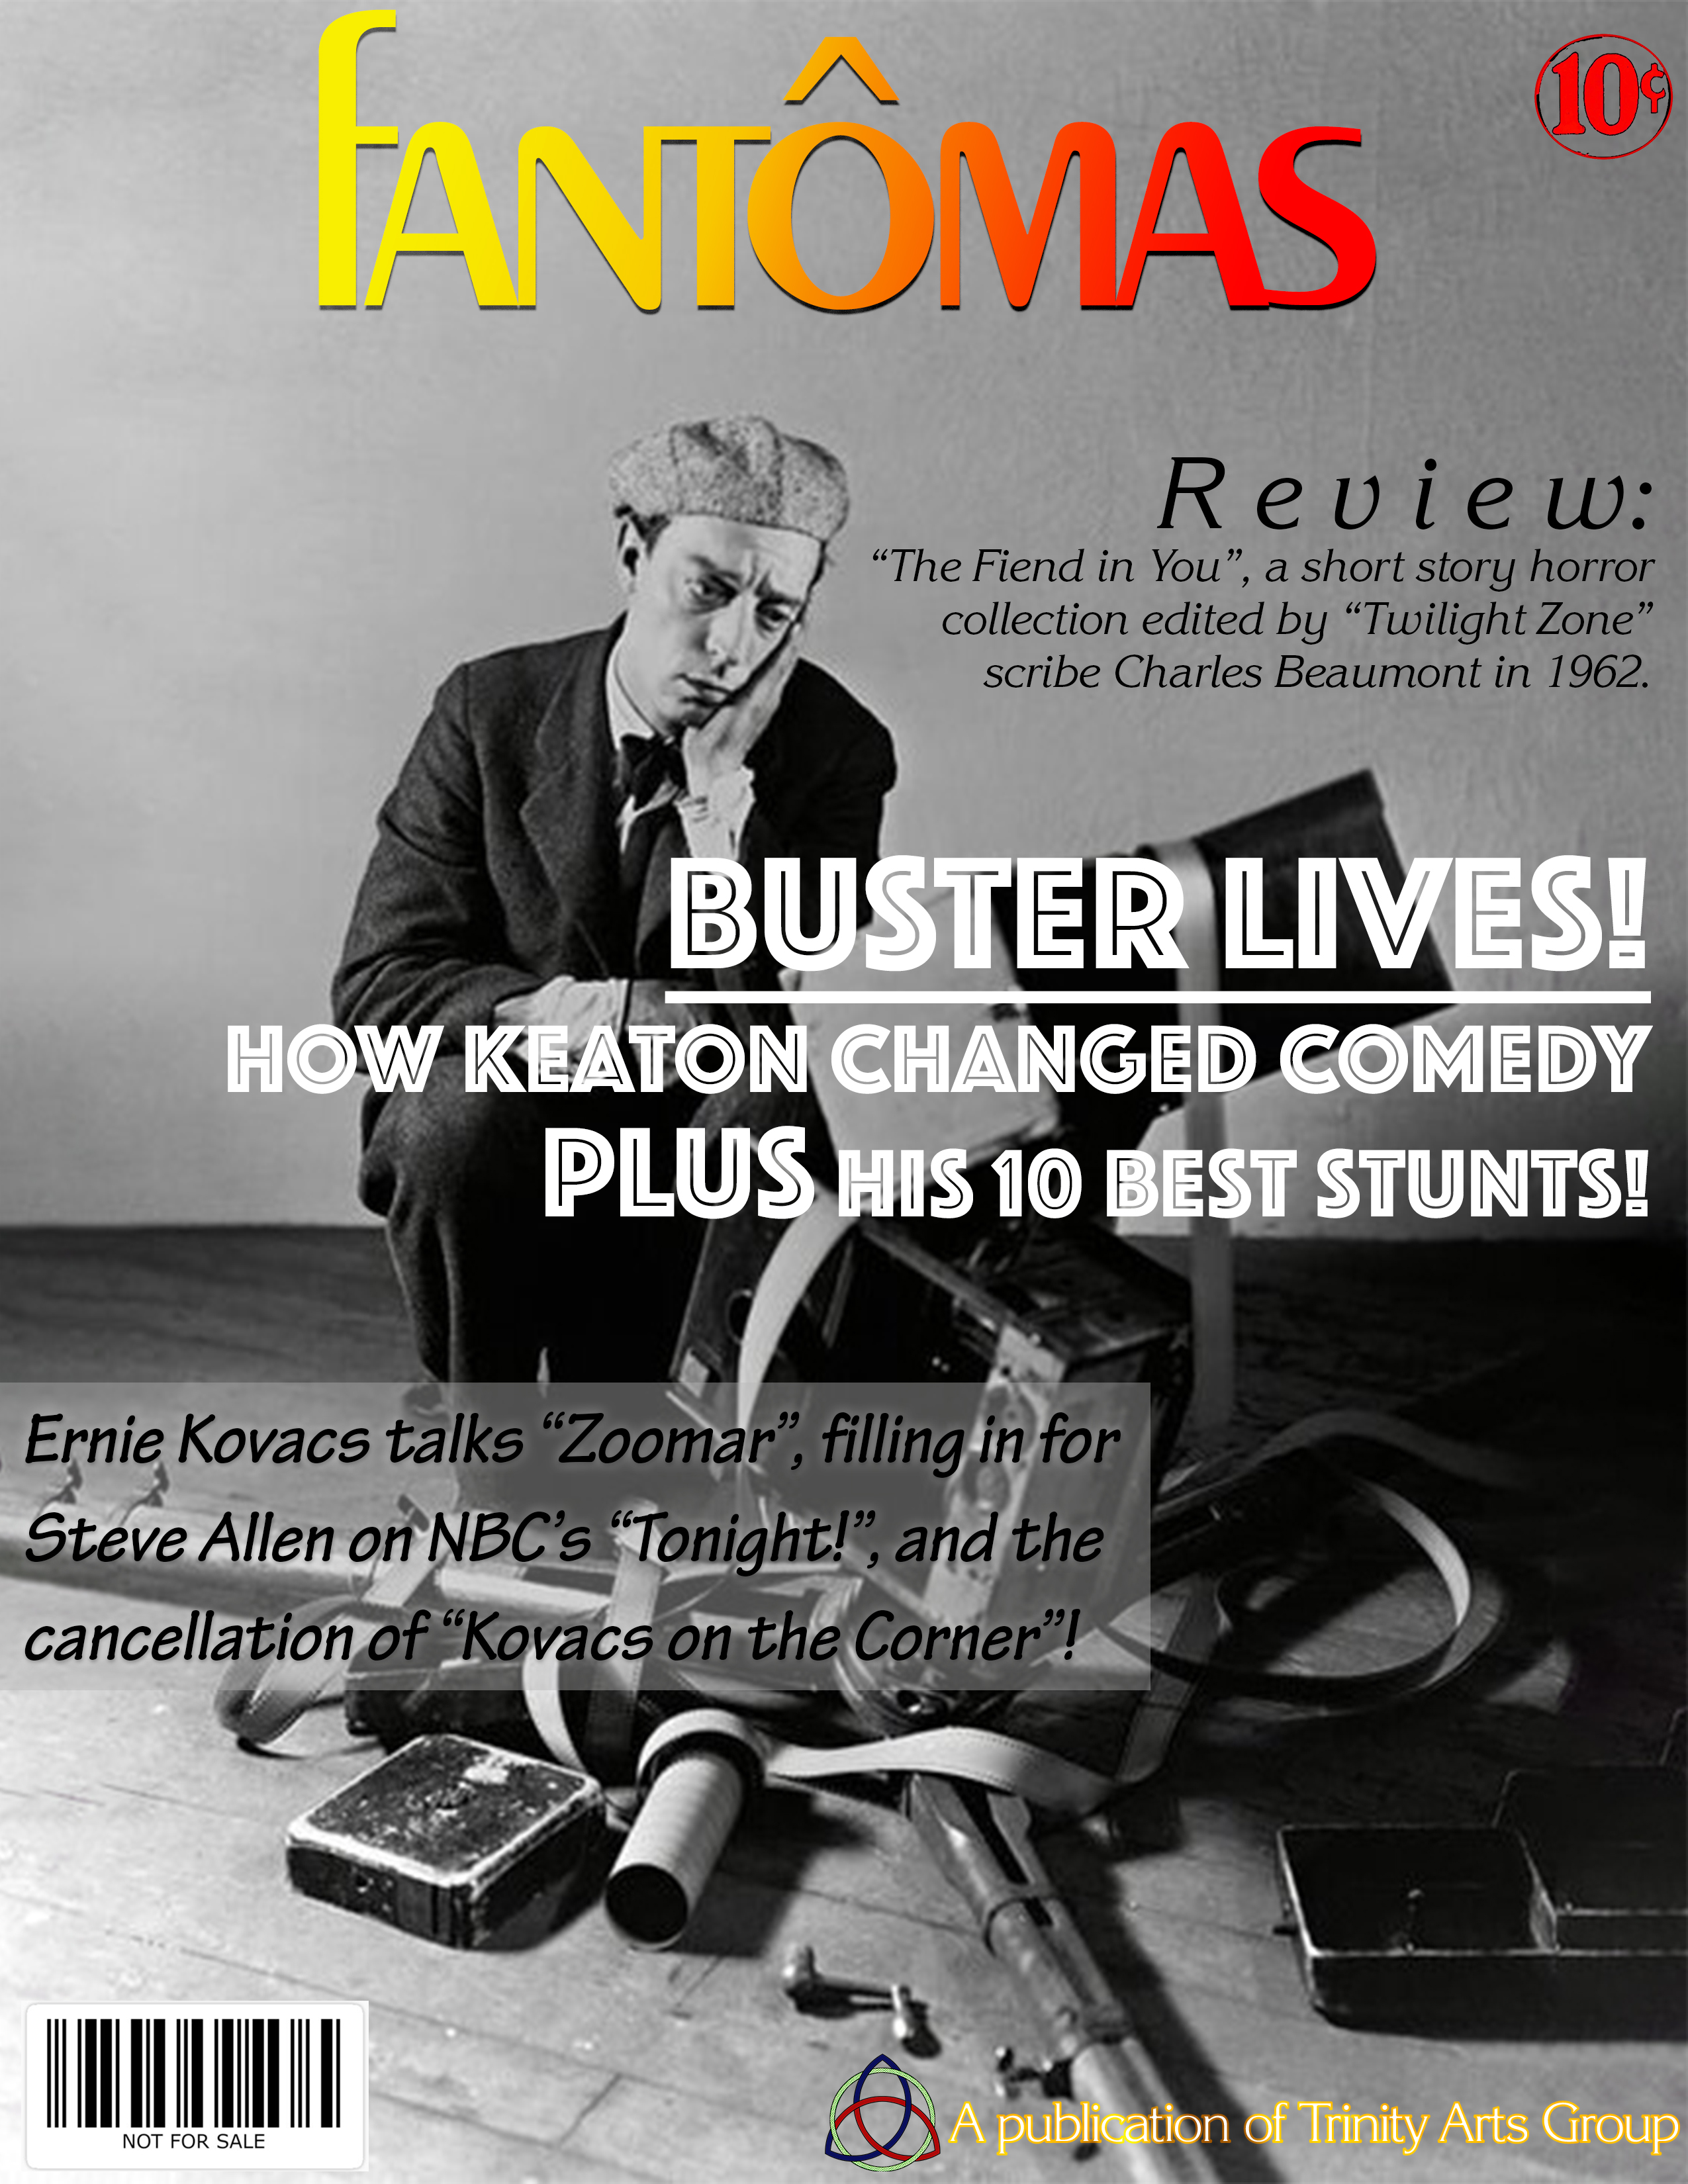 fANTÔMAS
10¢
Review:
“The Fiend in You”, a short story horror
collection edited by “Twilight Zone”
scribe Charles Beaumont in 1962.
BUSTER LIVES!
HOW KEATON CHANGED COMEDY
PLUS HIS 10 BEST STUNTS!
Ernie Kovacs talks “Zoomar”, filling in for
Steve Allen on NBC’s “Tonight!”, and the
cancellation of “Kovacs on the Corner”!
NOT FOR SALE
A publication of Trinity Arts Group